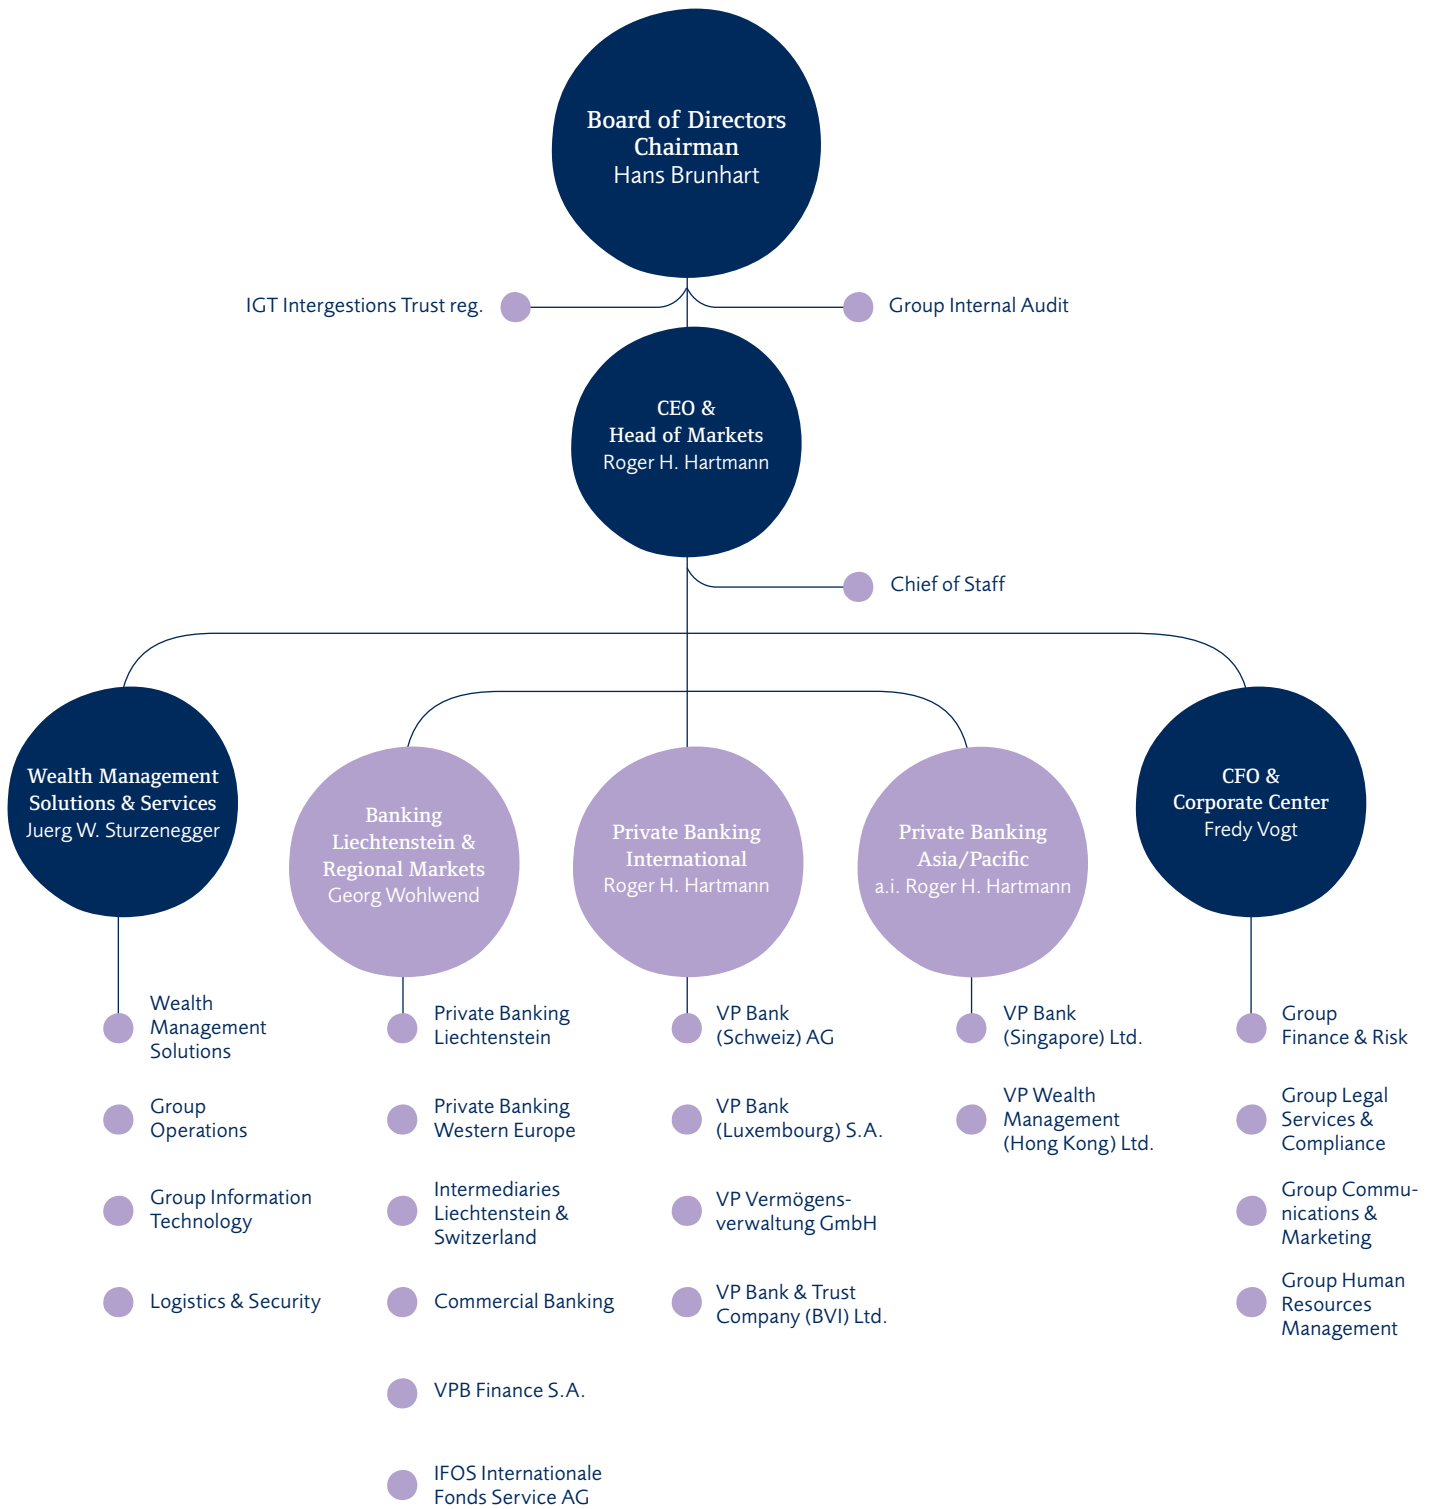 Board of Directors
Chairman
Hans Brunhart
IGT Intergestions Trust reg.
Group Internal Audit
CEO &
Head of Markets
Roger H. Hartmann
Chief of Staff
Wealth Management
Solutions & Services
Juerg W. Sturzenegger
Banking
Liechtenstein &
Regional Markets
Georg Wohlwend
Private Banking
International
Roger H. Hartmann
Private Banking
Asia/Pacific
a.i. Roger H. Hartmann
CFO &
Corporate Center
Fredy Vogt
Wealth
Management
Solutions
Group
Operations
Group Information
Technology
Logistics & Security
Private Banking
Liechtenstein
Private Banking
Western Europe
Intermediaries
Liechtenstein &
Switzerland
Commercial Banking
VPB Finance S.A.
IFOS Internationale
Fonds Service AG
VP Bank
(Schweiz) AG
VP Bank
(Luxembourg) S.A.
VP Vermögens-
verwaltung GmbH
VP Bank & Trust
Company (BVI) Ltd.
VP Bank
(Singapore) Ltd.
VP Wealth
Management
(Hong Kong) Ltd.
Group
Finance & Risk
Group Legal
Services &
Compliance
Group Commu-
nications &
Marketing
Group Human
Resources
Management